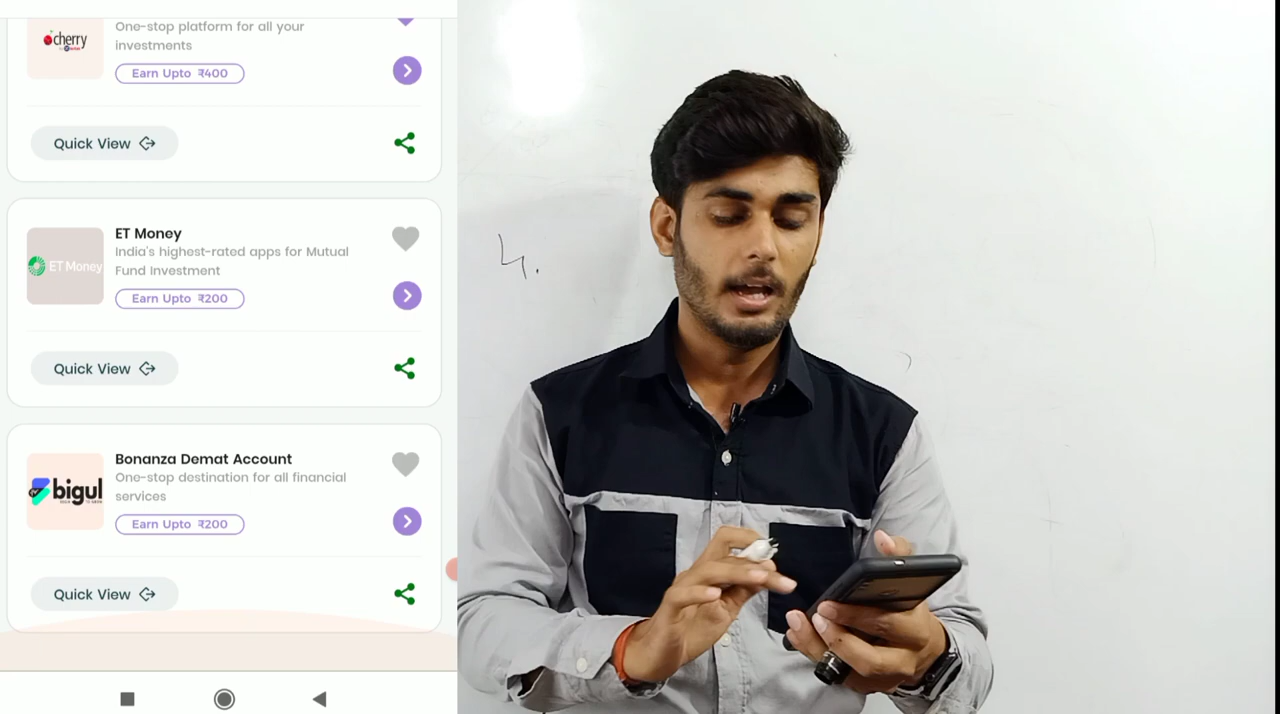 cherry
One-stop platform for all your
investments
Earn Upto ₹400
Quick View
ET Money
India's highest-rated apps for Mutual
Fund Investment
ET Money
Earn Upto ₹200
Quick View
Bonanza Demat Account
One-stop destination for all financial
services
bigul
Earn Upto ₹200
Quick View
4.